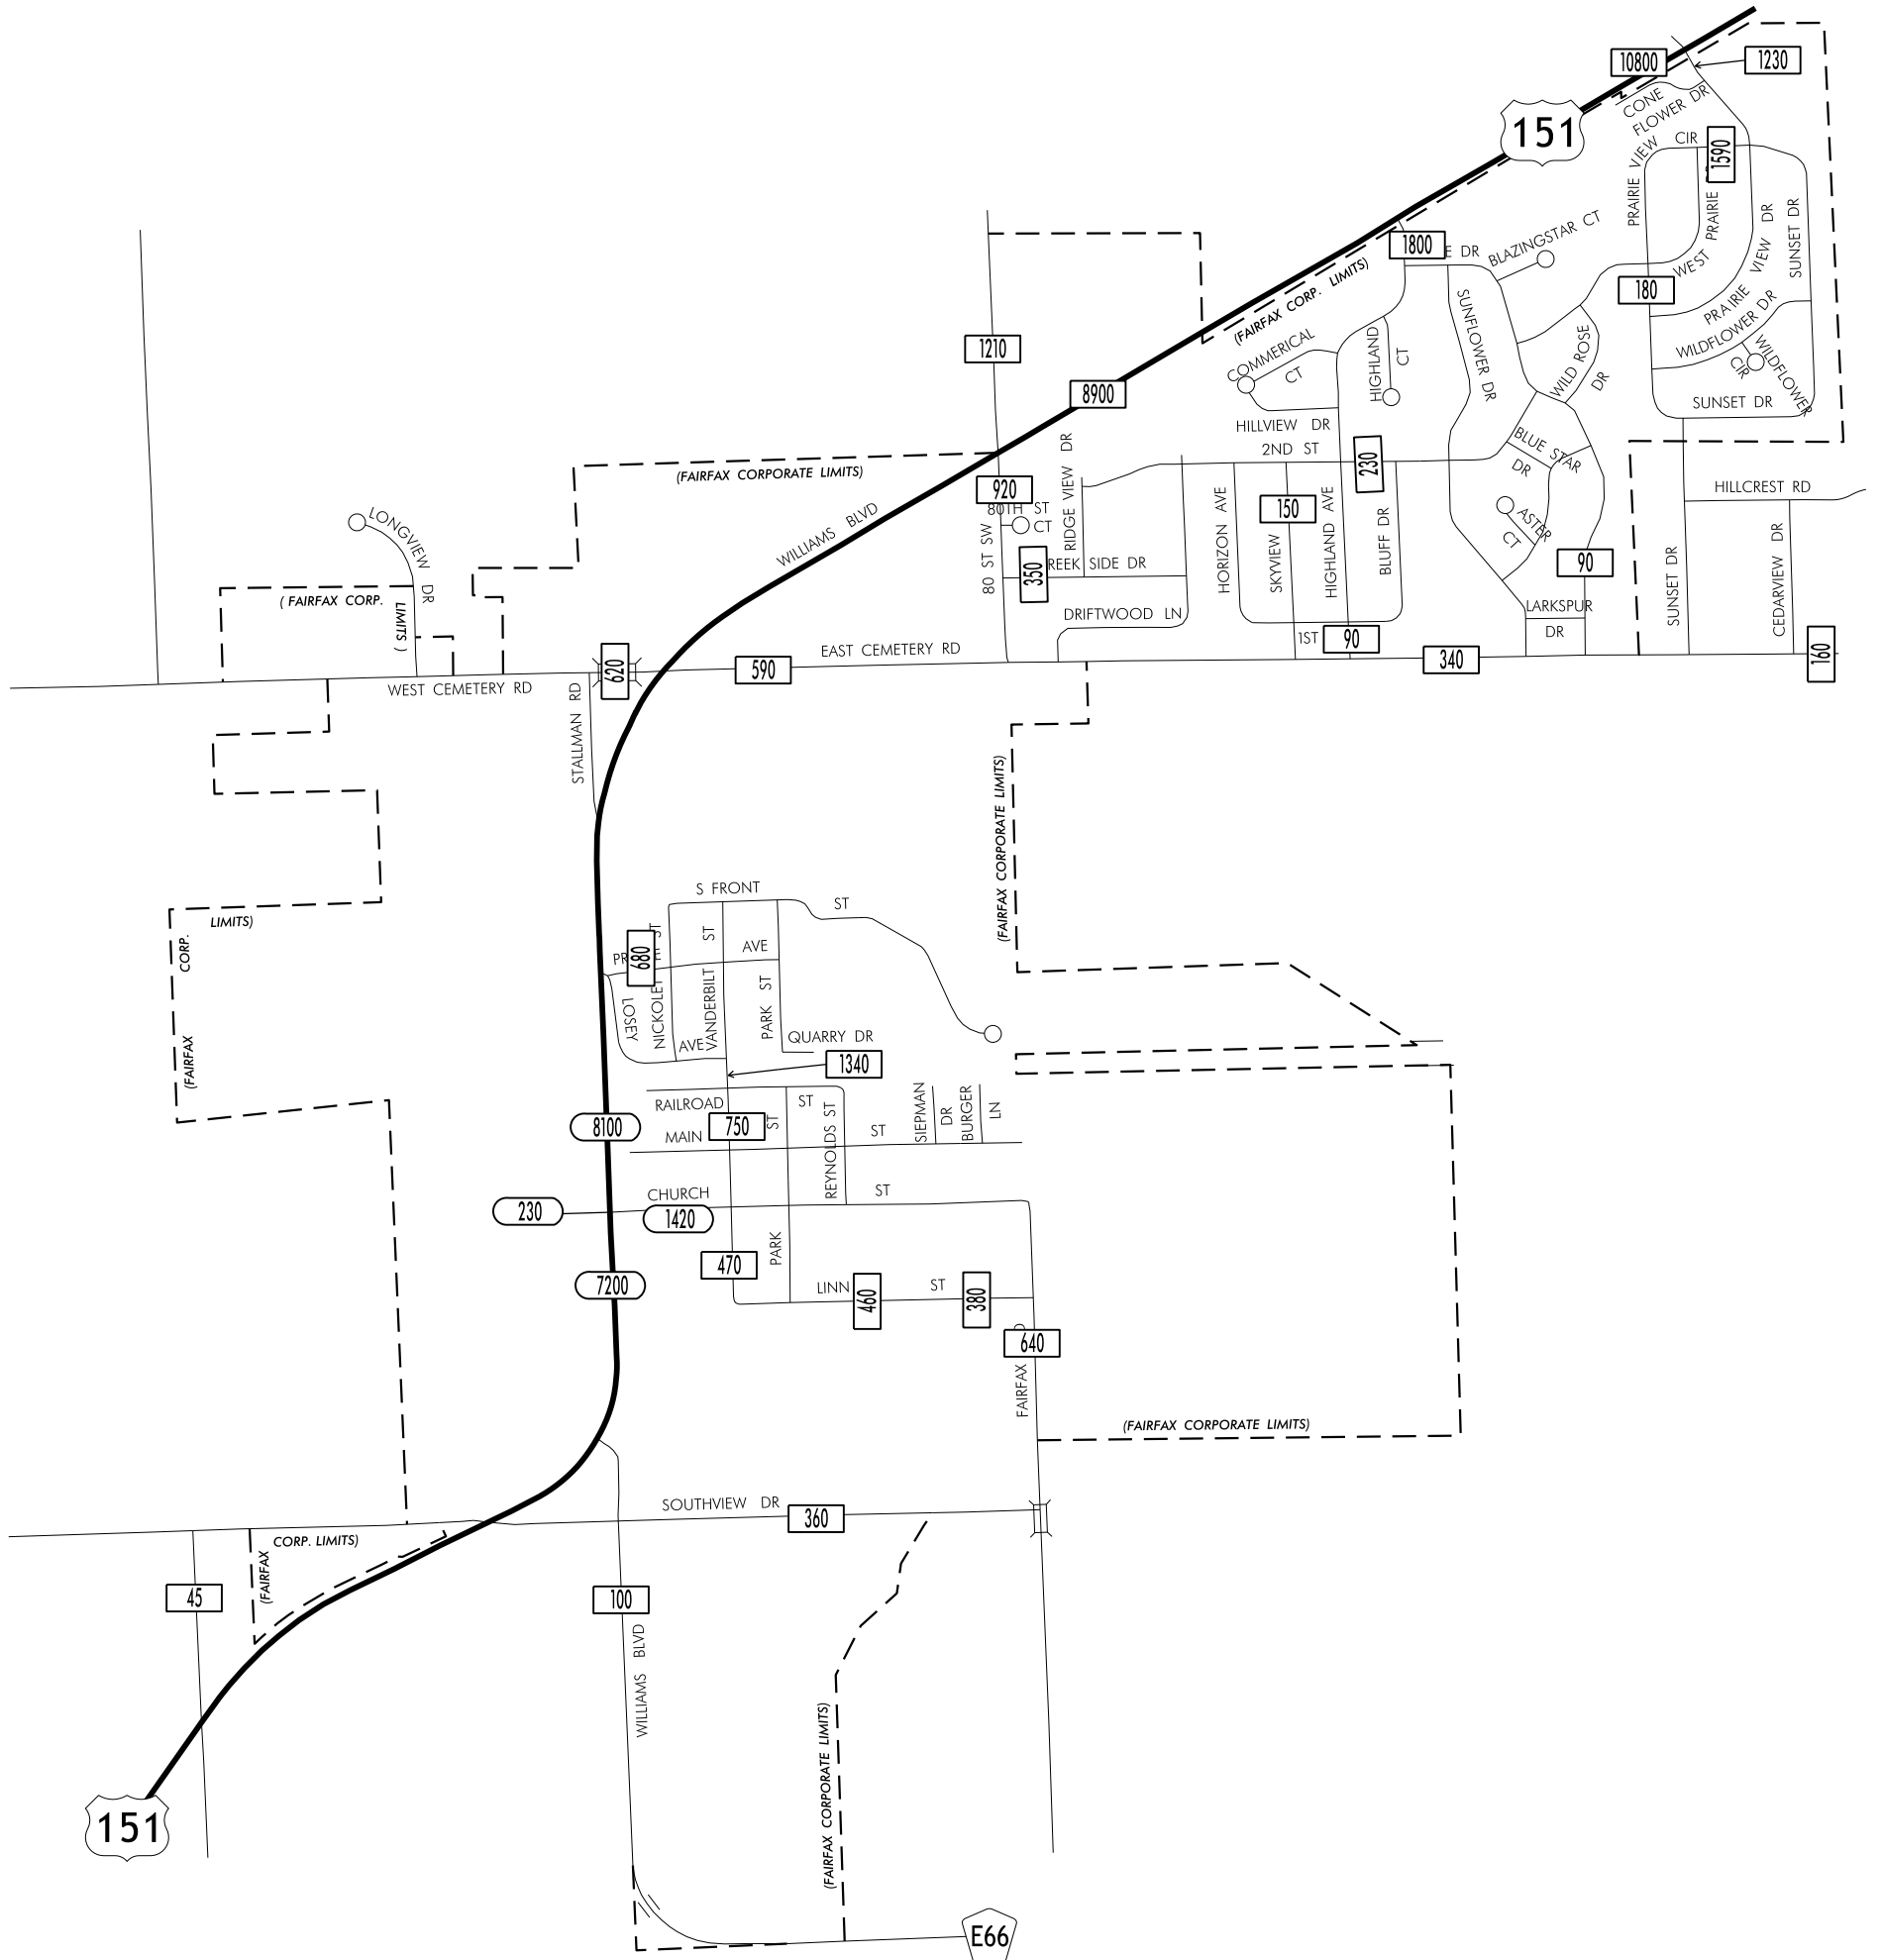 10800
1230
151
CONE
FLOWER DR
PRAIRIE VIEW CIR
1590
PRAIRIE
WEST
PRAIRIE VIEW DR
SUNSET DR
1800
DR
BLAZINGSTAR CT
(FAIRFAX CORP. LIMITS)
180
1210
8900
COMMERICAL
CT
HIGHLAND
CT
SUNFLOWER DR
WILD ROSE
DR
WILDFLOWER DR
WILDFLOWER
CIR
SUNSET DR
HILLVIEW DR
2ND ST
230
BLUE STAR
DR
(FAIRFAX CORPORATE LIMITS)
920
80TH ST
CT
RIDGE VIEW DR
HORIZON AVE
150
SKYVIEW
HIGHLAND AVE
BLUFF DR
ASTER
CT
HILLCREST RD
LONGVIEW DR
WILLIAMS BLVD
80 ST SW
350
REEK SIDE DR
90
SUNSET DR
CEDARVIEW DR
( FAIRFAX CORP.
LIMITS )
DRIFTWOOD LN
LARKSPUR
DR
1ST
90
620
590
EAST CEMETERY RD
340
160
WEST CEMETERY RD
STALLMAN RD
(FAIRFAX CORPORATE LIMITS)
S FRONT
ST
LIMITS)
CORP.
(FAIRFAX
680
ST
AVE
LOSEY
NICKOLET
VANDERBILT
PARK ST
AVE
QUARRY DR
1340
RAILROAD
ST
SIEPMAN
DR
BURGER
LN
8100
MAIN
750
ST
REYNOLDS ST
ST
230
CHURCH
ST
1420
470
PARK
7200
LINN
460
ST
380
640
FAIRFAX
(FAIRFAX CORPORATE LIMITS)
SOUTHVIEW DR
360
CORP. LIMITS)
(FAIRFAX
45
100
WILLIAMS BLVD
(FAIRFAX CORPORATE LIMITS)
151
E66